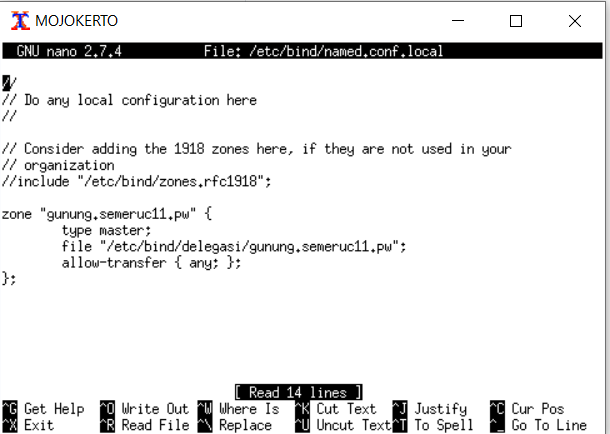 MOJOKERTO
GNU nano 2.7.4 File: /etc/bind/named.conf.local
//
// Do any local configuration here
//
// Consider adding the 1918 zones here, if they are not used in your
// organization
//include "/etc/bind/zones.rfc1918";
zone "gunung.semeruc11.pw" {
type master;
file "/etc/bind/delegasi/gunung.semeruc11.pw";
allow-transfer { any; };
};
[ Read 14 lines ]
^G Get Help ^O Write Out ^W Where Is ^K Cut Text ^J Justify ^C Cur Pos
^X Exit ^R Read File ^\ Replace ^U Uncut Text ^T To Spell ^_ Go To Line